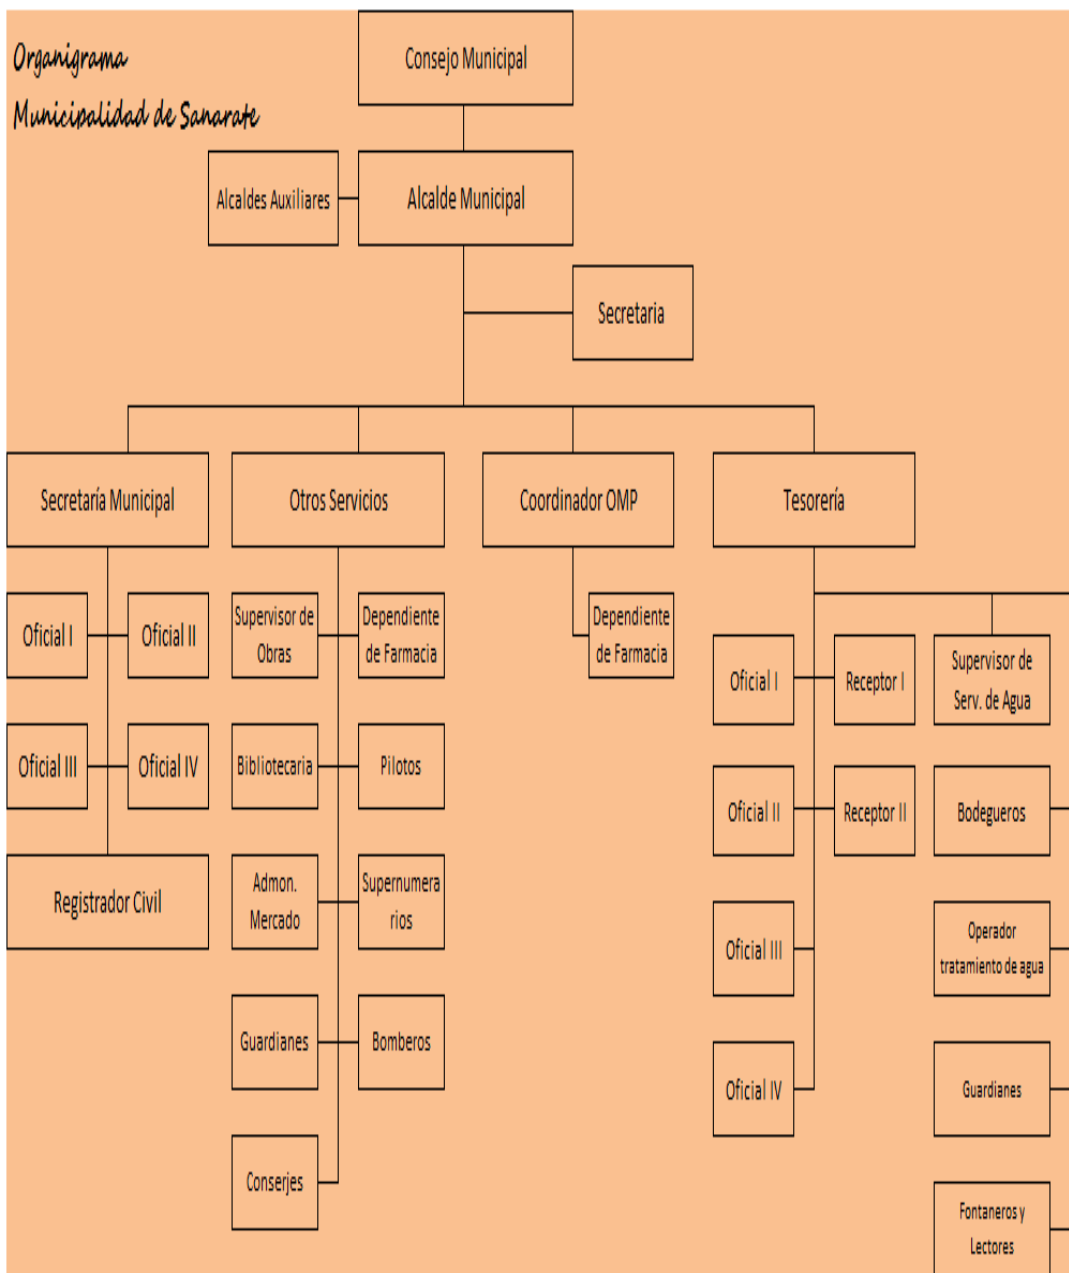 Organigrama
Municipalidad de Sanarate
Consejo Municipal
Alcaldes Auxiliares
Alcalde Municipal
Secretaria
Secretaría Municipal
Otros Servicios
Coordinador OMP
Tesorería
Oficial I
Oficial II
Oficial III
Oficial IV
Registrador Civil
Supervisor de
Obras
Dependiente
de Farmacia
Bibliotecaria
Pilotos
Admon.
Mercado
Supernumera
rios
Guardianes
Bomberos
Conserjes
Dependiente
de Farmacia
Oficial I
Receptor I
Oficial II
Receptor II
Oficial III
Oficial IV
Supervisor de
Serv. de Agua
Bodegueros
Operador
tratamiento de agua
Guardianes
Fontaneros y
Lectores